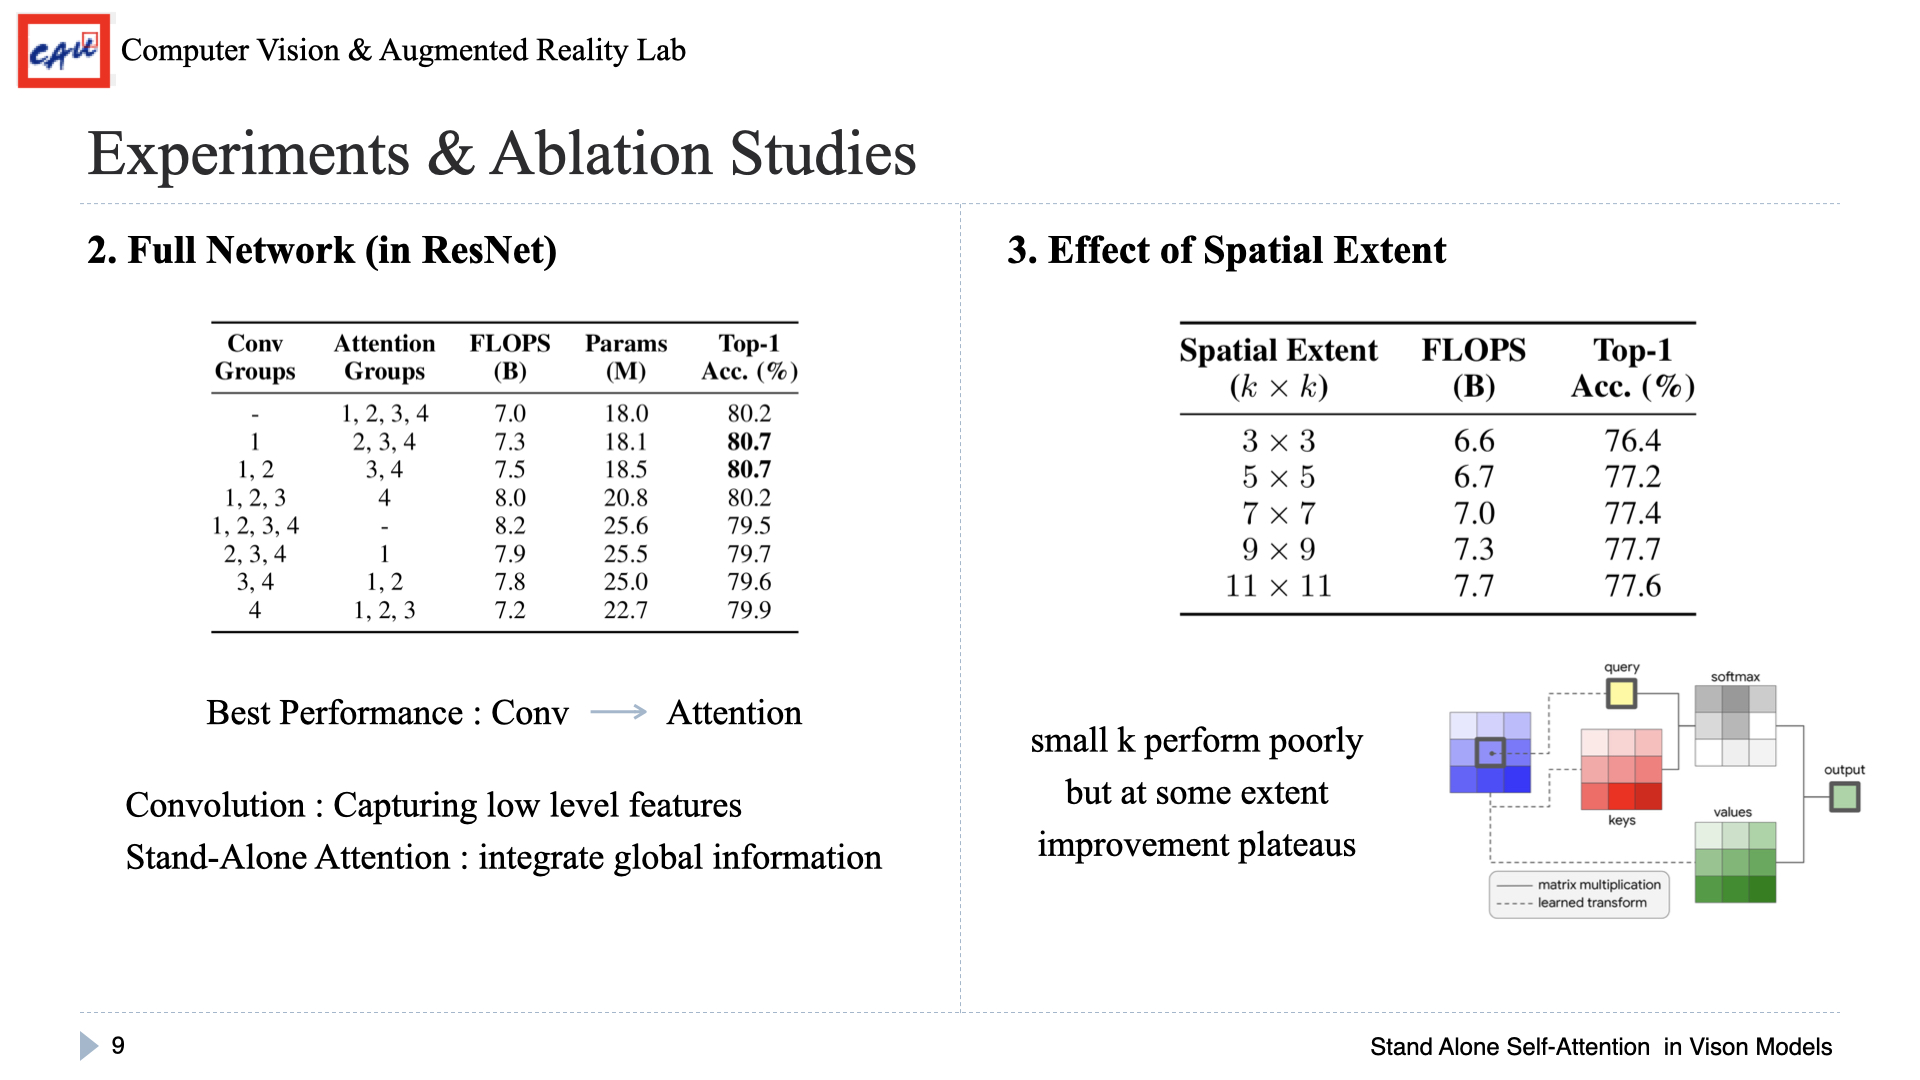 CAU
Computer Vision & Augmented Reality Lab
Experiments & Ablation Studies
2. Full Network (in ResNet)
Conv Groups Attention Groups FLOPS (B) Params (M) Top-1 Acc. (%)
- 1, 2, 3, 4 7.0 18.0 80.2
1 2, 3, 4 7.3 18.1 80.7
1, 2 3, 4 7.5 18.5 80.7
1, 2, 3 4 8.0 20.8 80.2
1, 2, 3, 4 - 8.2 25.6 79.5
2, 3, 4 1 7.9 25.5 79.7
3, 4 1, 2 7.8 25.0 79.6
4 1, 2, 3 7.2 22.7 79.9
Best Performance : Conv → Attention
Convolution : Capturing low level features
Stand-Alone Attention : integrate global information
3. Effect of Spatial Extent
Spatial Extent (k × k) FLOPS (B) Top-1 Acc. (%)
3 × 3 6.6 76.4
5 × 5 6.7 77.2
7 × 7 7.0 77.4
9 × 9 7.3 77.7
11 × 11 7.7 77.6
small k perform poorly
but at some extent
improvement plateaus
query
softmax
keys
values
output
matrix multiplication
learned transform
9
Stand Alone Self-Attention in Vison Models